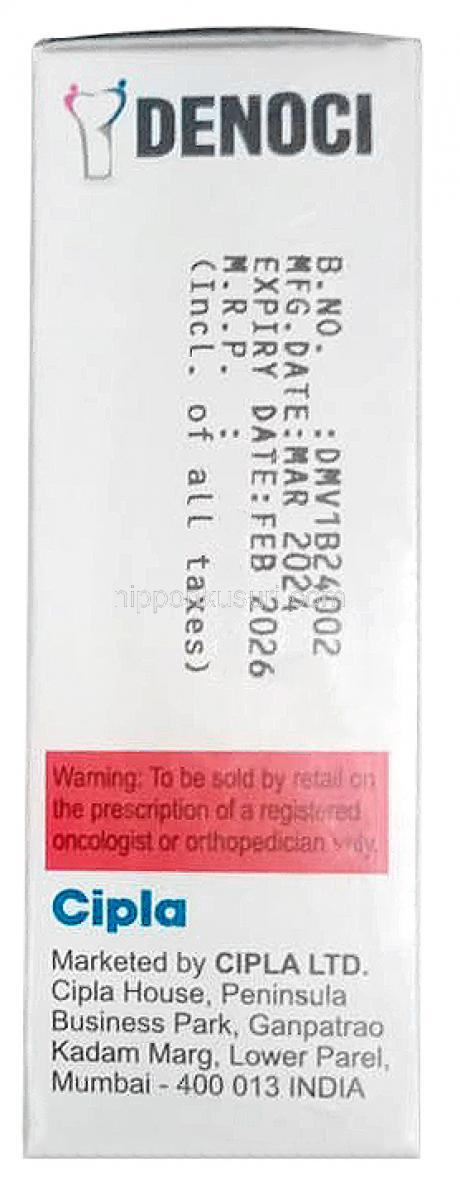 DENOCI
B.NO. : DMV1B24002
MFG.DATE: MAR 2024
EXPIRY DATE: FEB 2026
M.R.P. :
(Incl. of all taxes)
Warning: To be sold by retail on
the prescription of a registered
oncologist or orthopedician only.
Cipla
Marketed by CIPLA LTD.
Cipla House, Peninsula
Business Park, Ganpatrao
Kadam Marg, Lower Parel,
Mumbai - 400 013 INDIA